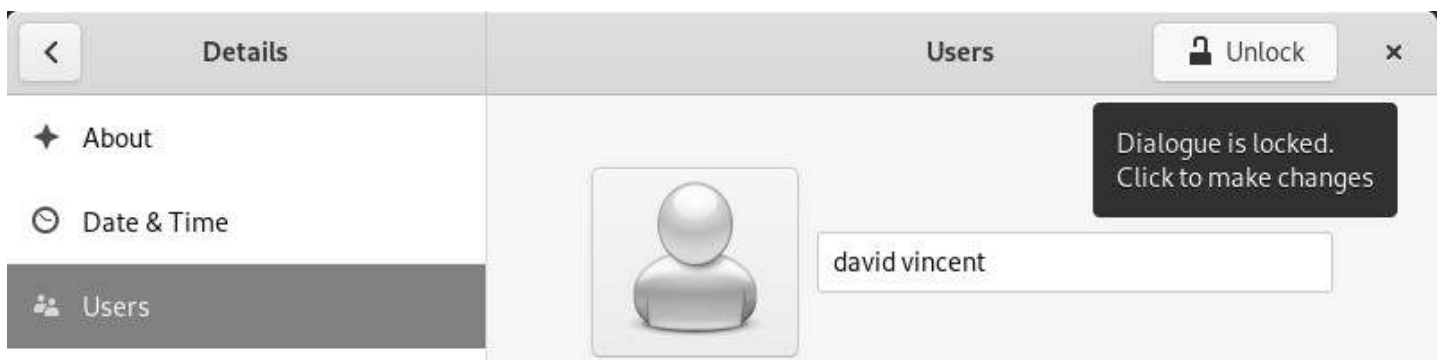 Details
Users
Unlock
About
Dialogue is locked.
Click to make changes
Date & Time
david vincent
Users